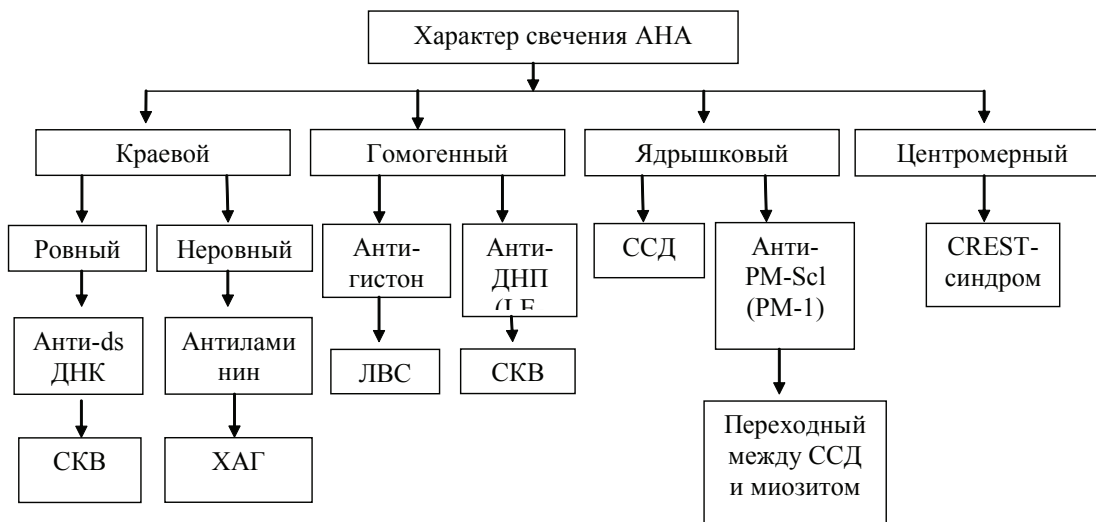 Характер свечения АНА
Краевой
Гомогенный
Ядрышковый
Центромерный
Ровный
Неровный
Анти-
гистон
Анти-
ДНП
ССД
Анти-
PM-Scl
(PM-1)
CREST-
синдром
Анти-ds
ДНК
Антилами
нин
ЛВС
СКВ
СКВ
ХАГ
Переходный
между ССД
и миозитом